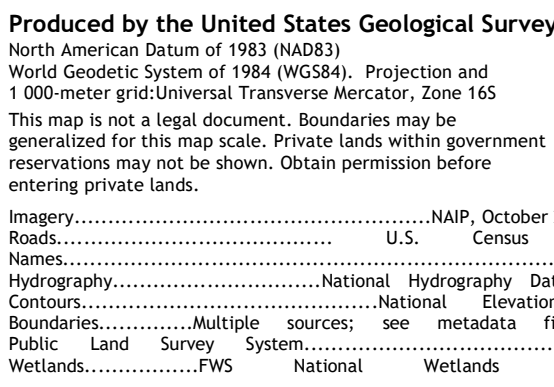 Produced by the United States Geological Survey
North American Datum of 1983 (NAD83)
World Geodetic System of 1984 (WGS84).  Projection and
1 000-meter grid:Universal Transverse Mercator, Zone 16S
This map is not a legal document. Boundaries may be
generalized for this map scale. Private lands within government
reservations may not be shown. Obtain permission before
entering private lands.
Imagery..................................................NAIP, October
Roads....................................... U.S. Census
Names.....................................................................
Hydrography.............................National Hydrography Dat
Contours..........................................National Elevation
Boundaries..............Multiple sources; see metadata fi
Public Land Survey System...................................
Wetlands................FWS National Wetlands